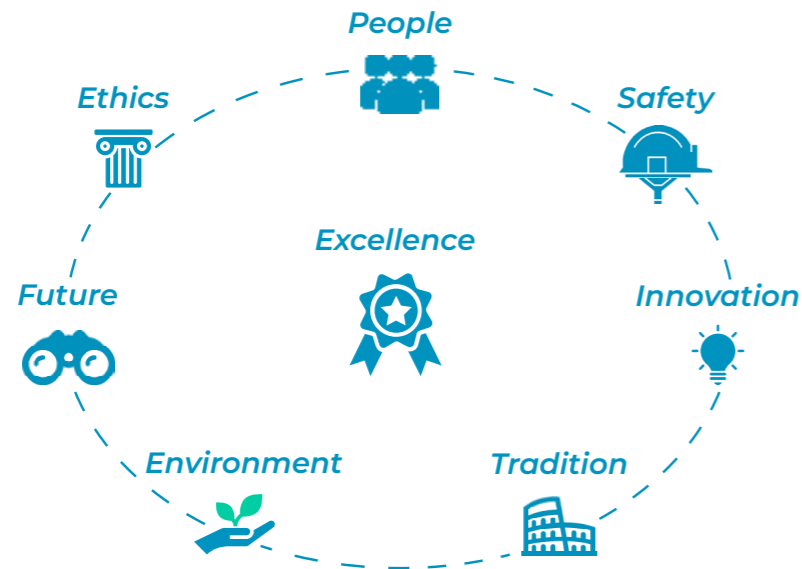 People
Ethics
Safety
Excellence
Future
Innovation
Environment
Tradition